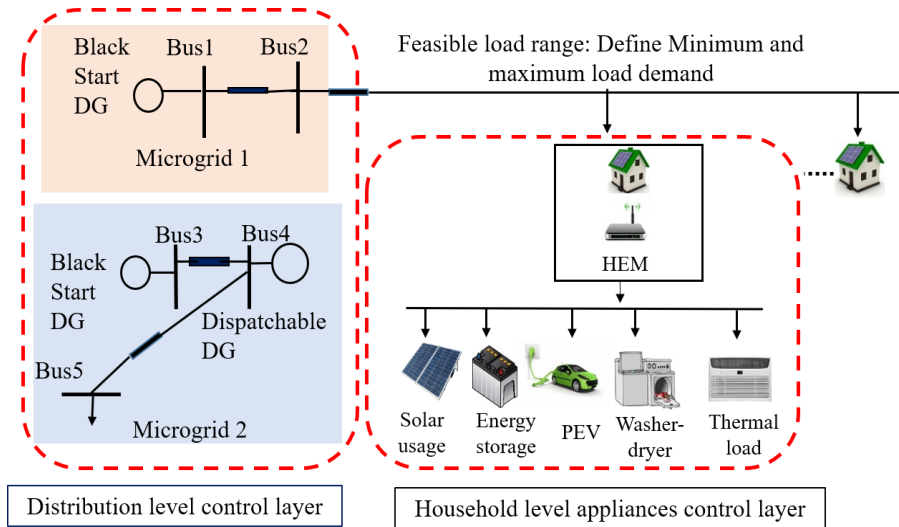 Black
Start
DG
Bus1
Bus2
Microgrid 1
Feasible load range: Define Minimum and
maximum load demand
Bus3
Bus4
Black
Start
DG
Dispatchable
DG
Bus5
Microgrid 2
HEM
Solar
usage
Energy
storage
PEV
Washer-
dryer
Thermal
load
Distribution level control layer
Household level appliances control layer